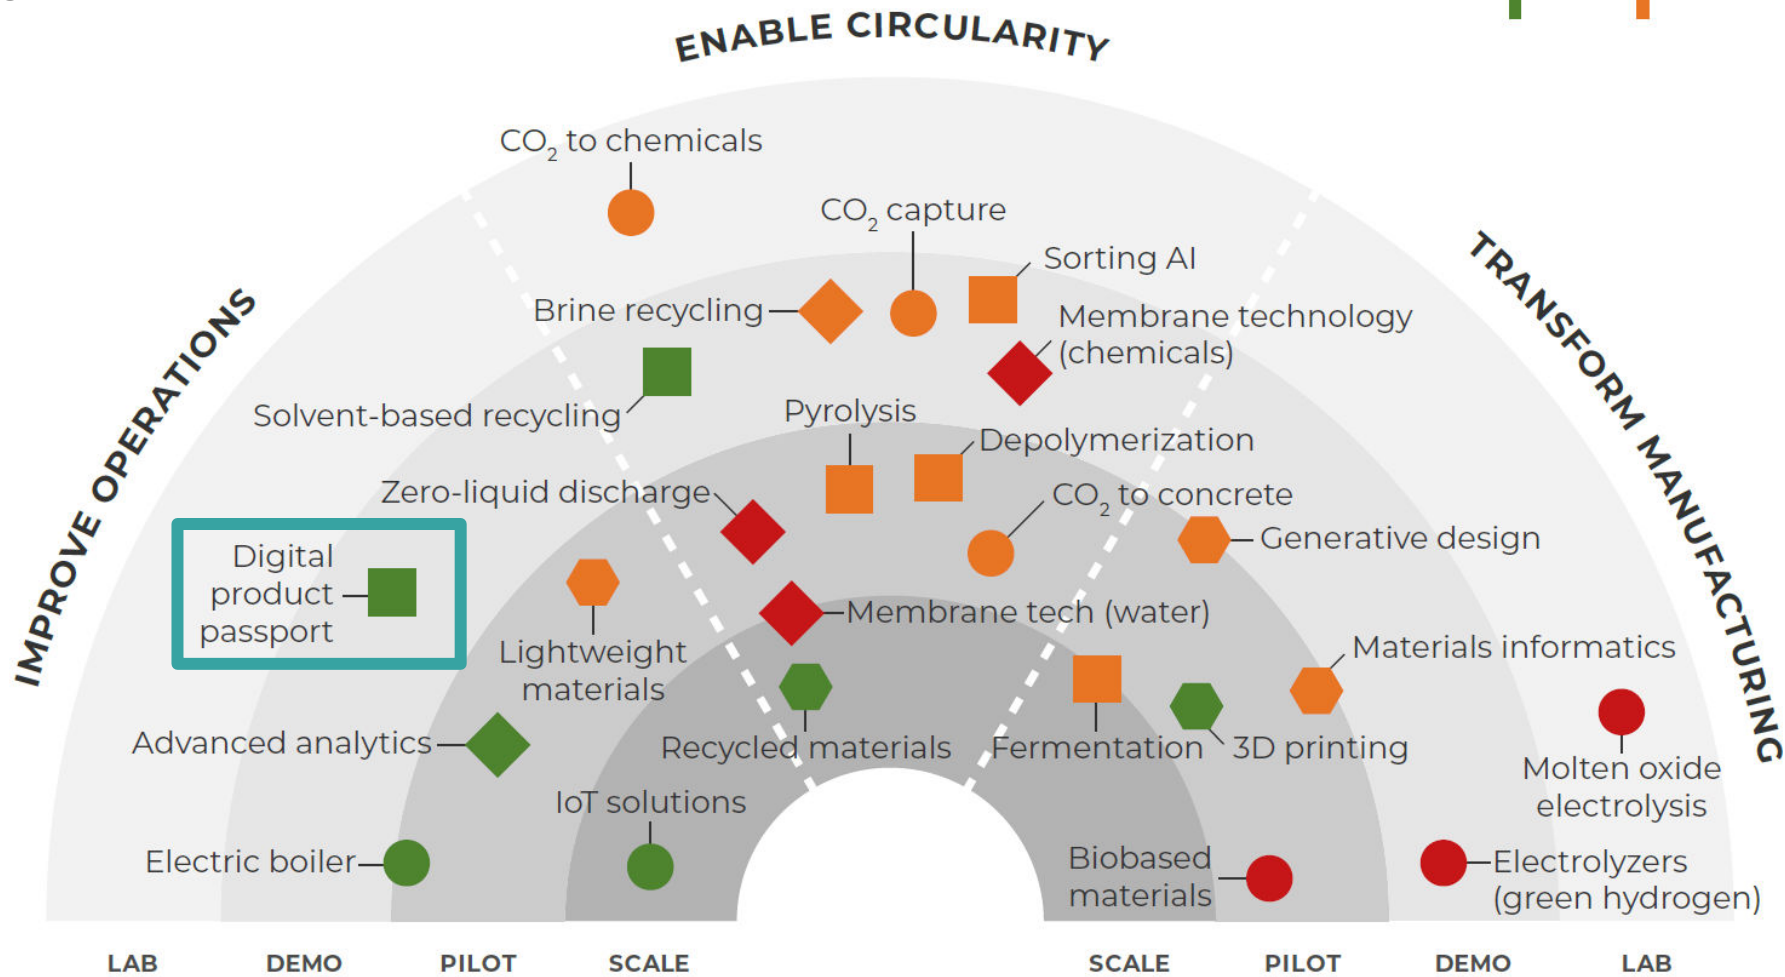 ENABLE CIRCULARITY
IMPROVE OPERATIONS
TRANSFORM MANUFACTURING
CO₂ to chemicals
CO₂ capture
Sorting AI
Brine recycling
Membrane technology
(chemicals)
Solvent-based recycling
Pyrolysis
Depolymerization
Zero-liquid discharge
CO₂ to concrete
Generative design
Digital
product
passport
Membrane tech (water)
Lightweight
materials
Materials informatics
Advanced analytics
Recycled materials
Fermentation
3D printing
Molten oxide
electrolysis
IoT solutions
Electric boiler
Biobased
materials
Electrolyzers
(green hydrogen)
LAB DEMO PILOT SCALE SCALE PILOT DEMO LAB